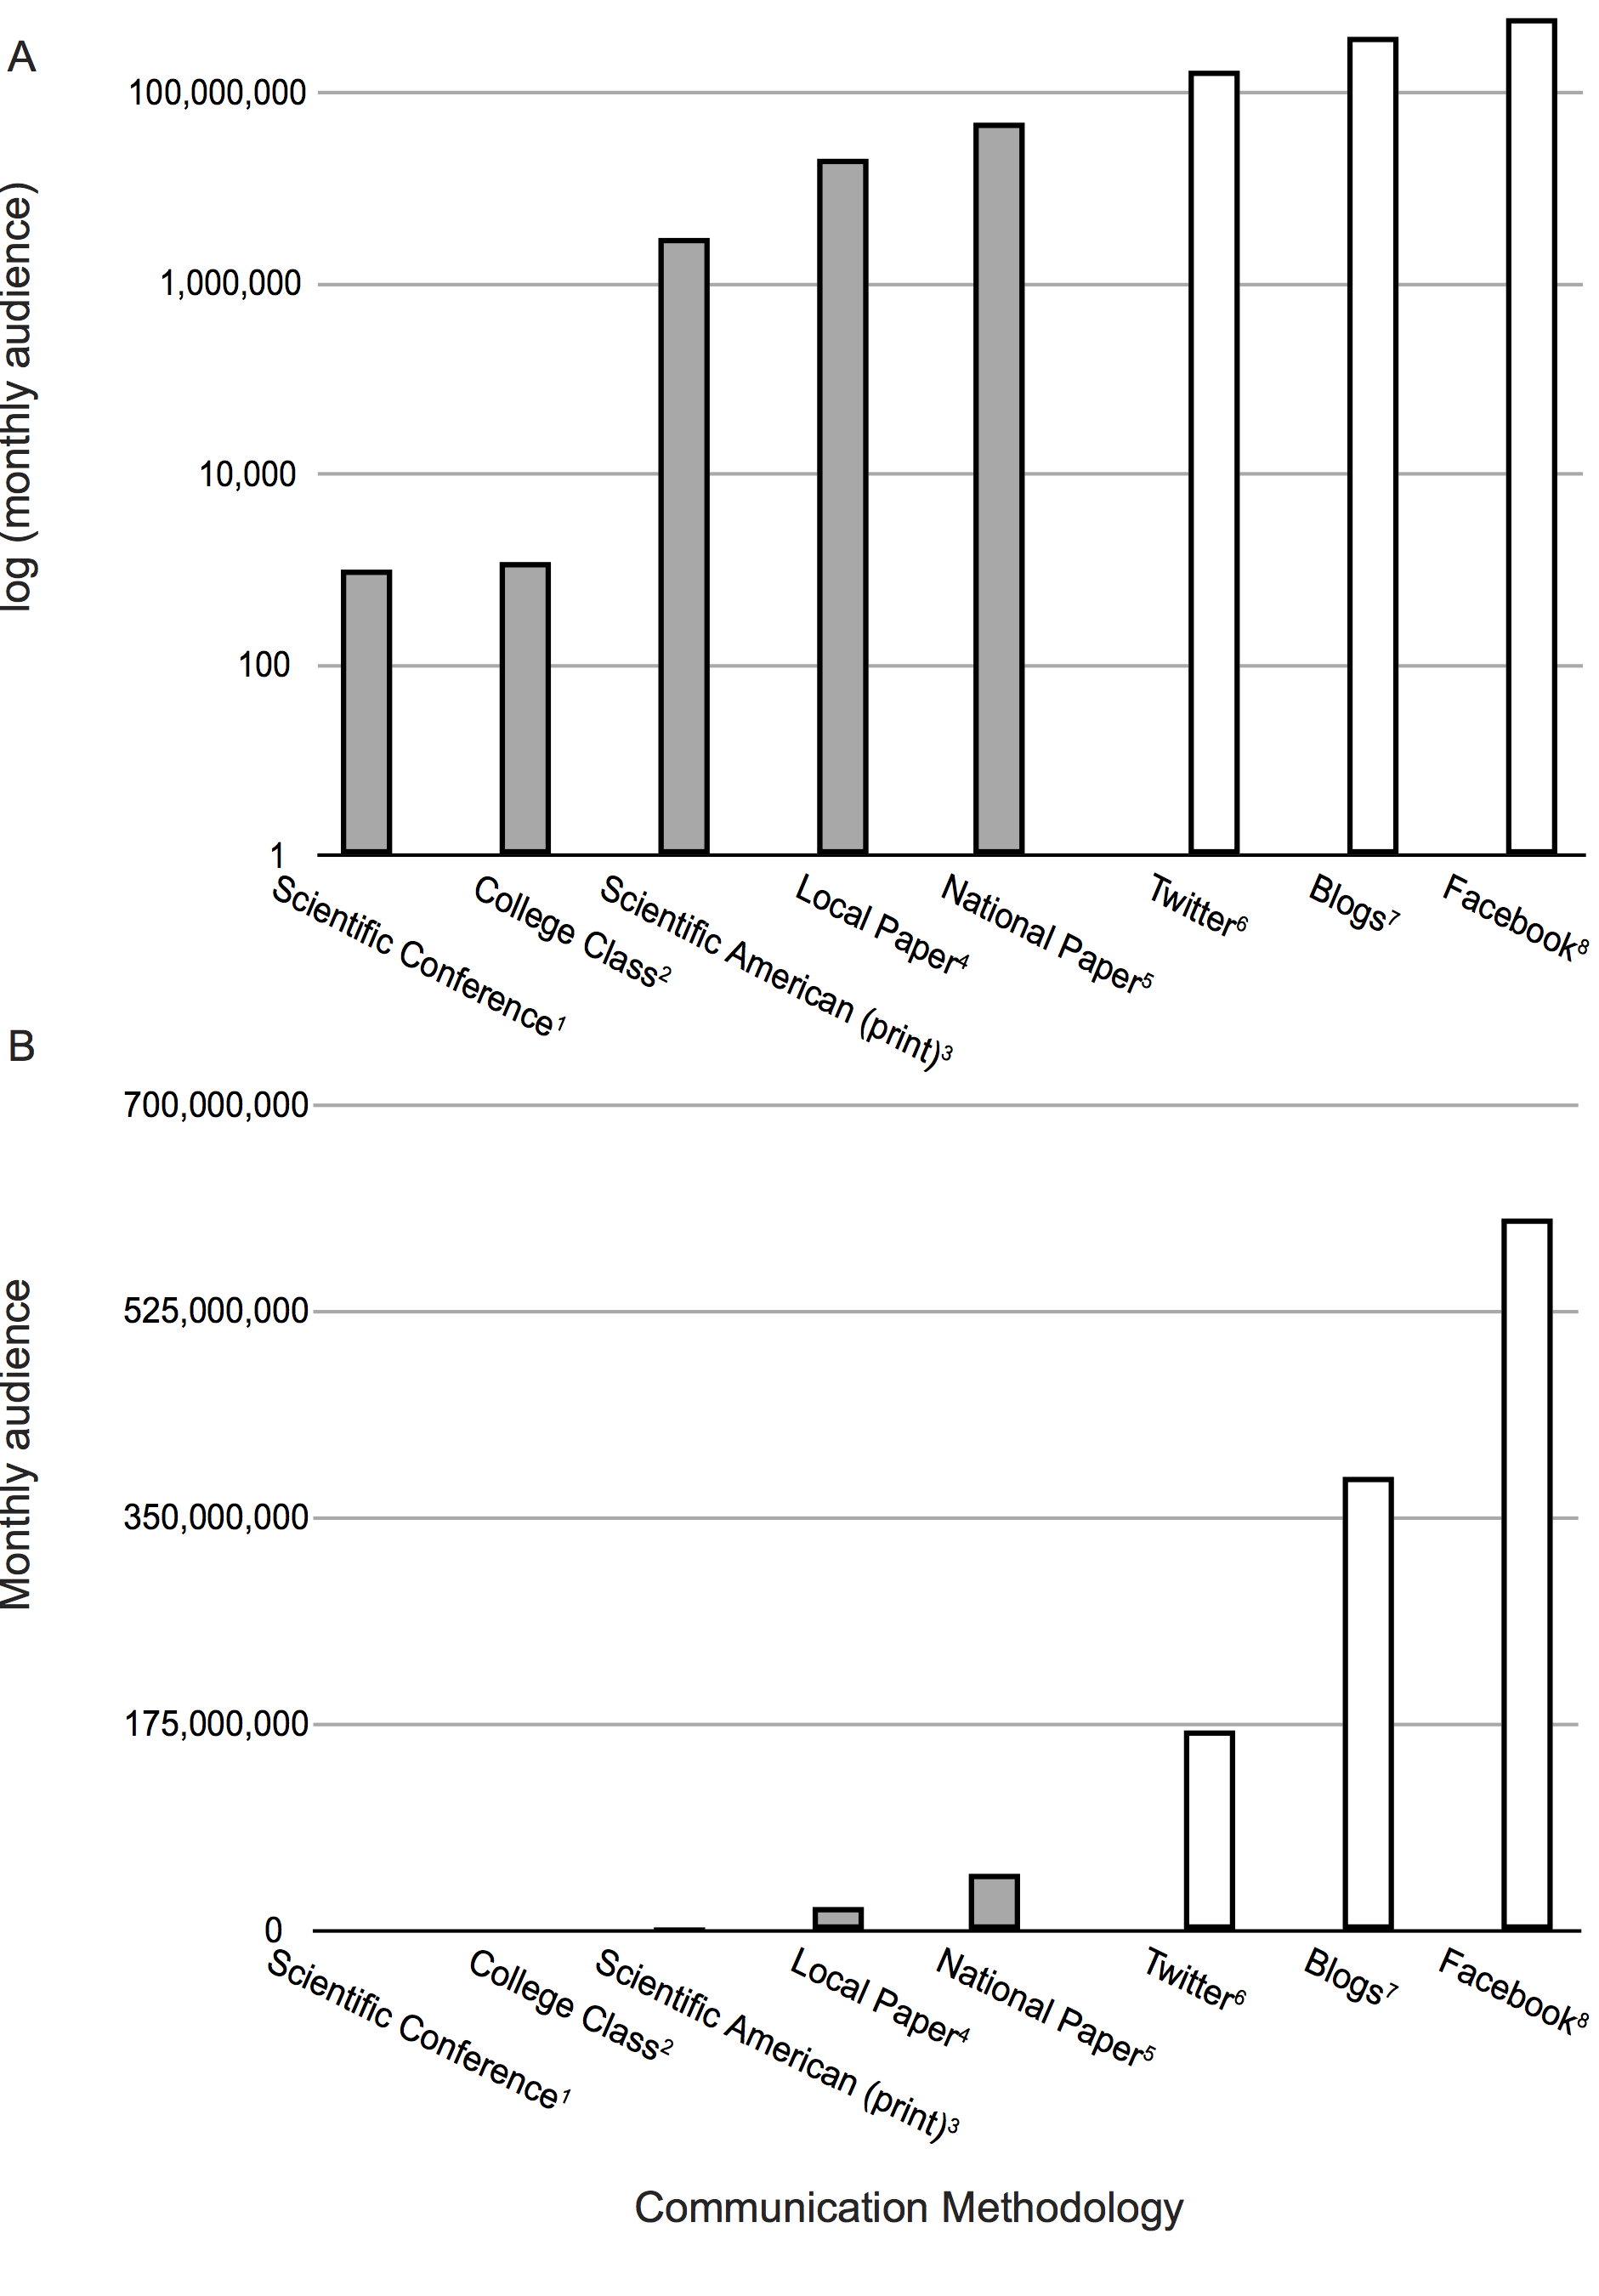 A
log (monthly audience)
100,000,000
1,000,000
10,000
100
1
Scientific Conference1
College Class2
Scientific American (print)3
Local Paper4
National Paper5
Twitter6
Blogs7
Facebook8
B
Monthly audience
700,000,000
525,000,000
350,000,000
175,000,000
0
Scientific Conference1
College Class2
Scientific American (print)3
Local Paper4
National Paper5
Twitter6
Blogs7
Facebook8
Communication Methodology